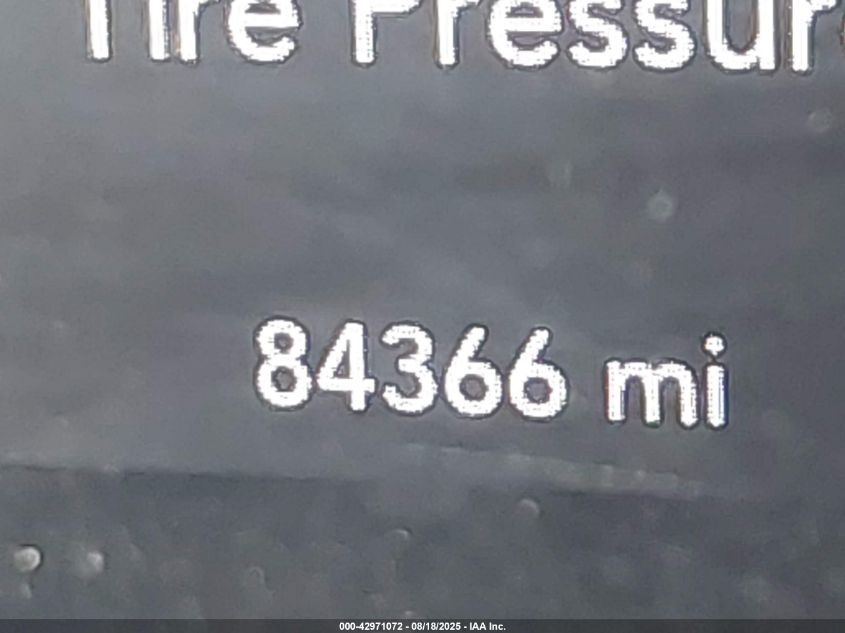 Tire Pressur
84366 mi
000-42971072 - 08/18/2025 - IAA Inc.